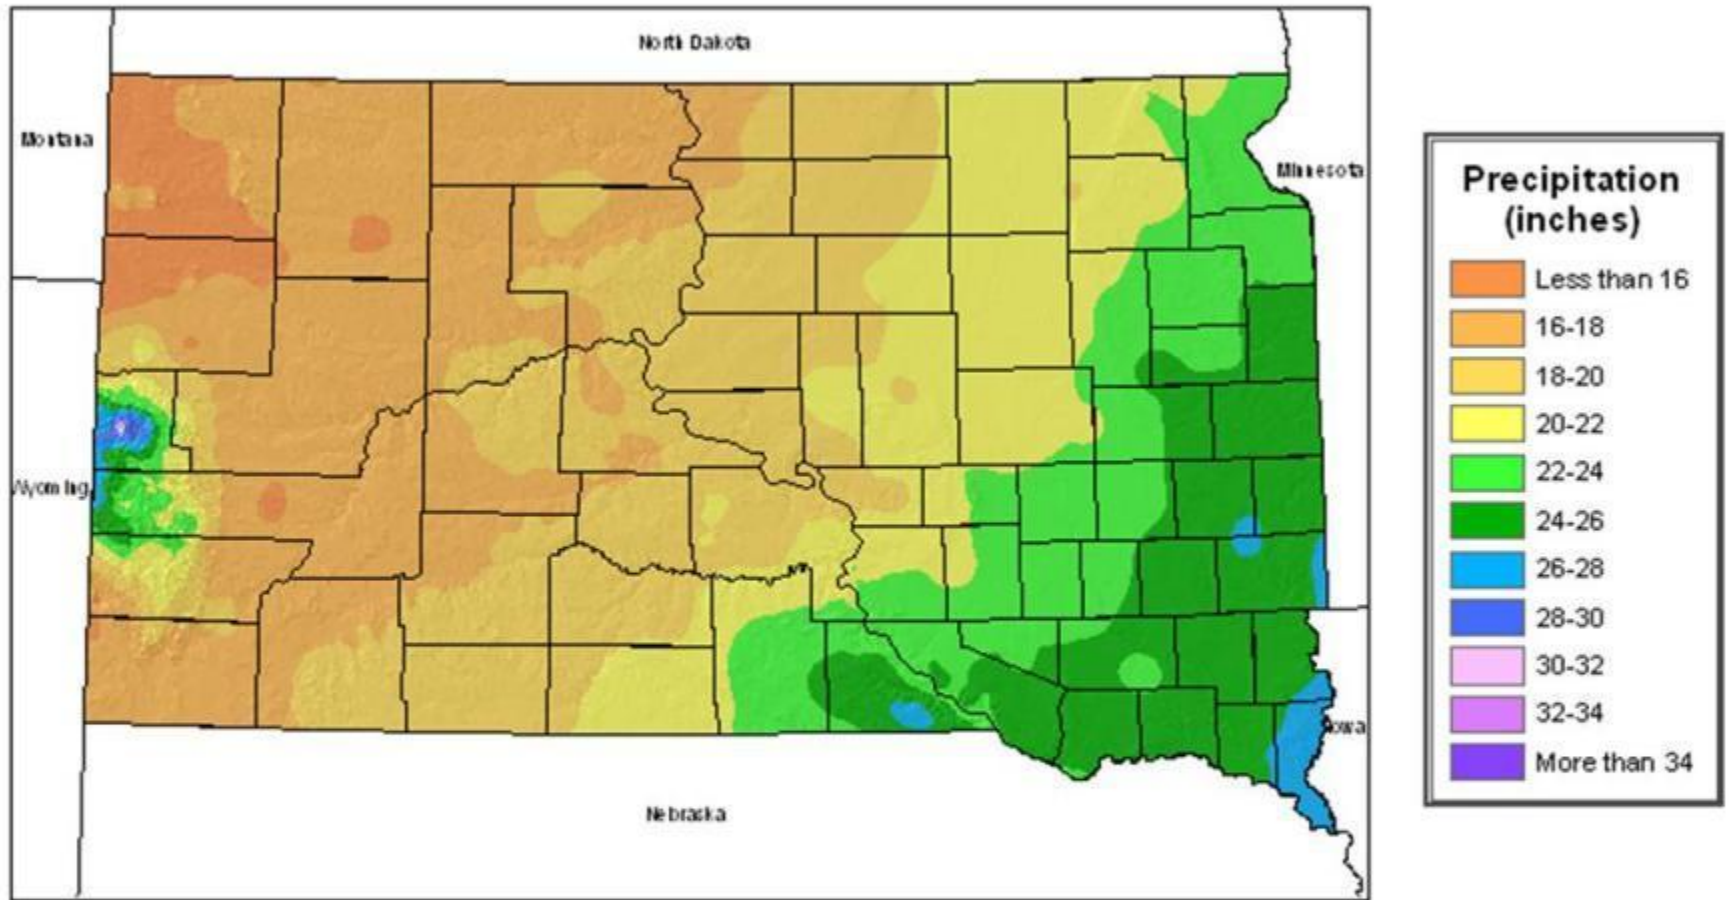 North Dakota
Montana
Minnesota
Wyoming
Iowa
Nebraska
Precipitation
(inches)
Less than 16
16-18
18-20
20-22
22-24
24-26
26-28
28-30
30-32
32-34
More than 34